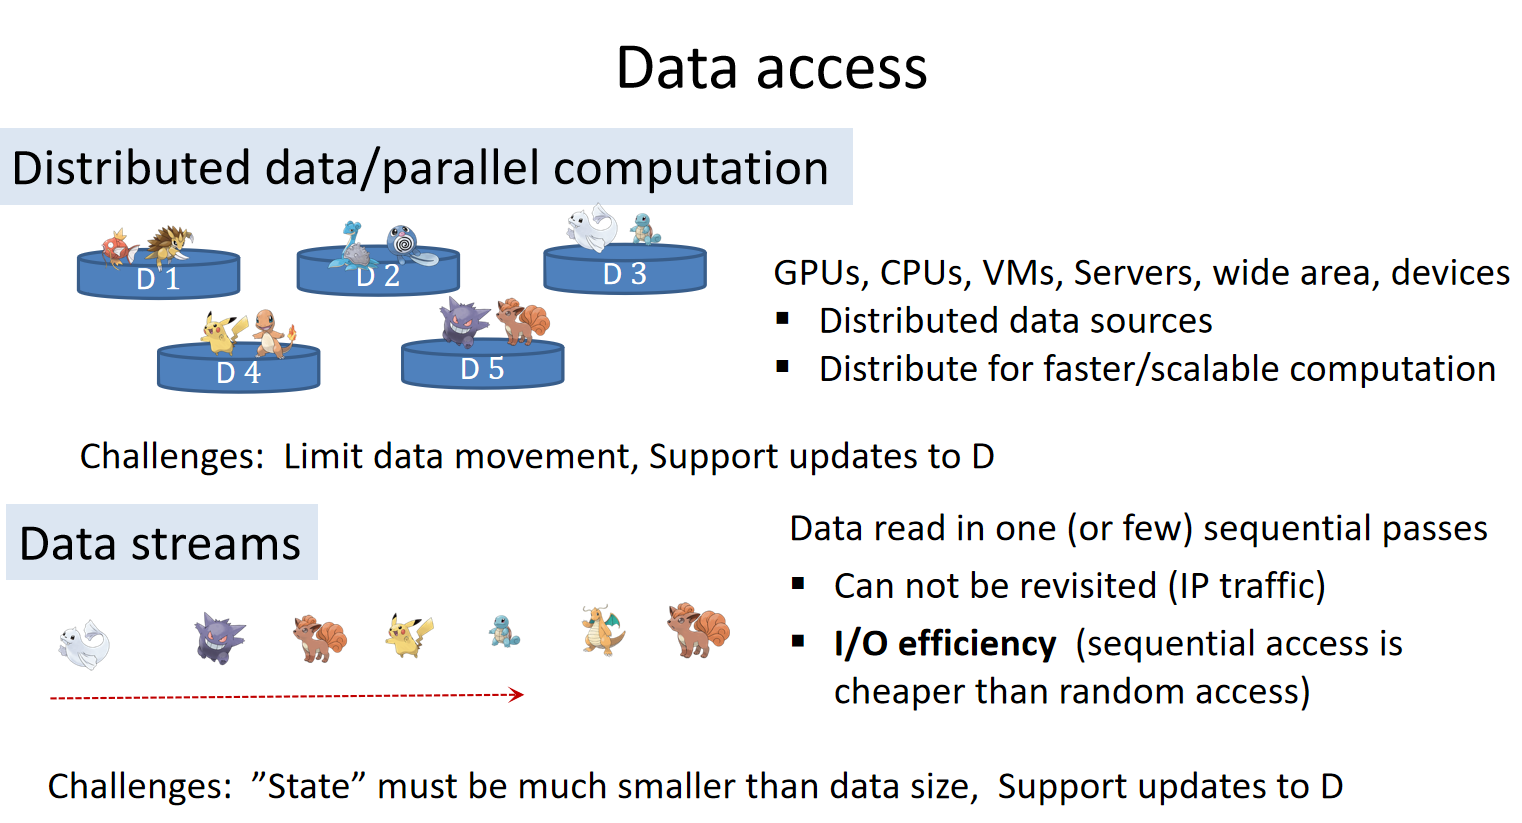 Data access
Distributed data/parallel computation
D 1
D 2
D 3
D 4
D 5
GPUs, CPUs, VMs, Servers, wide area, devices
▪ Distributed data sources
▪ Distribute for faster/scalable computation
Challenges: Limit data movement, Support updates to D
Data streams
Data read in one (or few) sequential passes
▪ Can not be revisited (IP traffic)
▪ I/O efficiency (sequential access is
cheaper than random access)
Challenges: ”State” must be much smaller than data size, Support updates to D